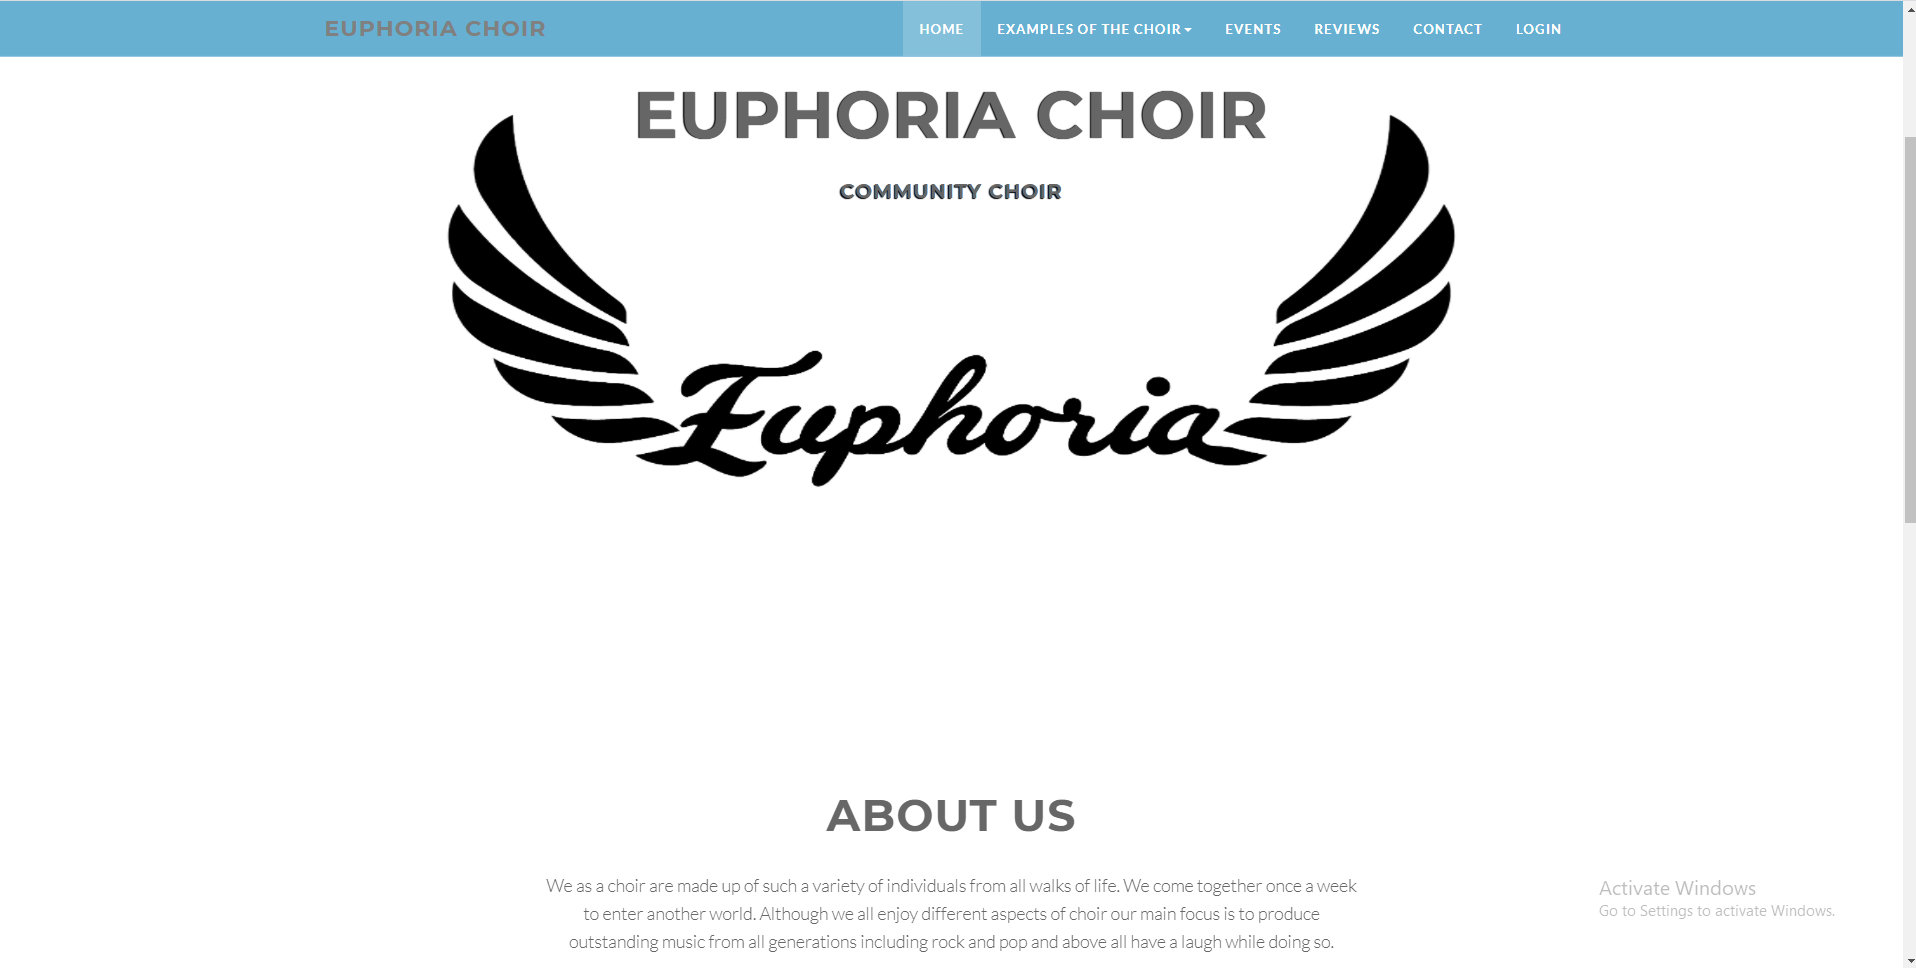 EUPHORIA CHOIR
HOME EXAMPLES OF THE CHOIR EVENTS REVIEWS CONTACT LOGIN
EUPHORIA CHOIR
COMMUNITY CHOIR
Euphoria
ABOUT US
We as a choir are made up of such a variety of individuals from all walks of life. We come together once a week
to enter another world. Although we all enjoy different aspects of choir our main focus is to produce
outstanding music from all generations including rock and pop and above all have a laugh while doing so.
Activate Windows
Go to Settings to activate Windows.